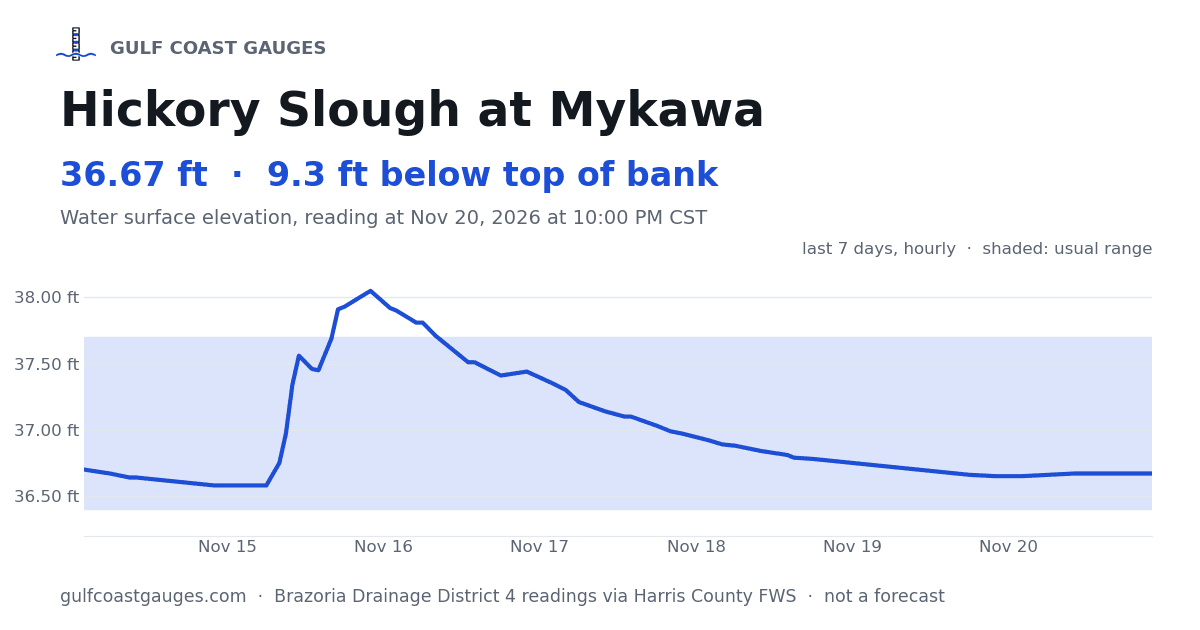 GULF COAST GAUGES
Hickory Slough at Mykawa
36.67 ft · 9.3 ft below top of bank
Water surface elevation, reading at Nov 20, 2026 at 10:00 PM CST
last 7 days, hourly · shaded: usual range
38.00 ft
37.50 ft
37.00 ft
36.50 ft
Nov 15 Nov 16 Nov 17 Nov 18 Nov 19 Nov 20
gulfcoastgauges.com · Brazoria Drainage District 4 readings via Harris County FWS · not a forecast